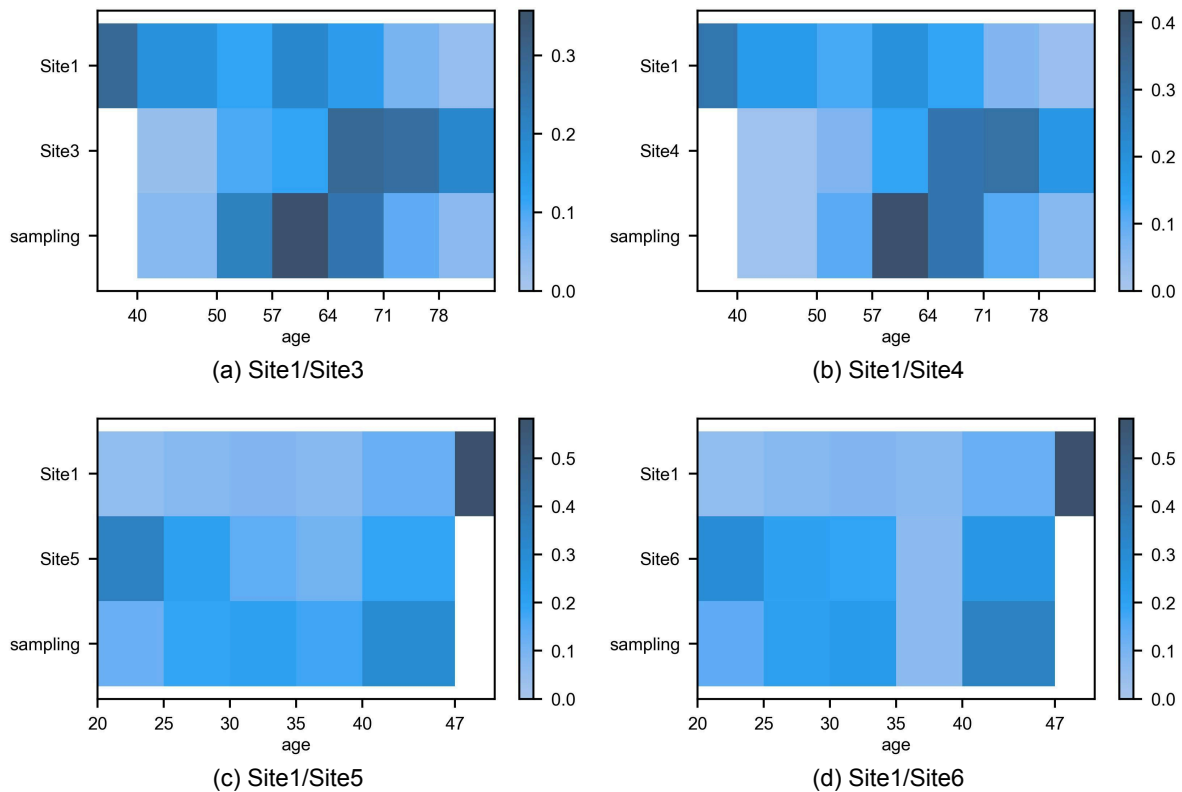 Site1
Site3
sampling
40 50 57 64 71 78
age
0.3
0.2
0.1
0.0
(a) Site1/Site3
Site1
Site4
sampling
40 50 57 64 71 78
age
0.4
0.3
0.2
0.1
0.0
(b) Site1/Site4
Site1
Site5
sampling
20 25 30 35 40 47
age
0.5
0.4
0.3
0.2
0.1
0.0
(c) Site1/Site5
Site1
Site6
sampling
20 25 30 35 40 47
age
0.5
0.4
0.3
0.2
0.1
0.0
(d) Site1/Site6